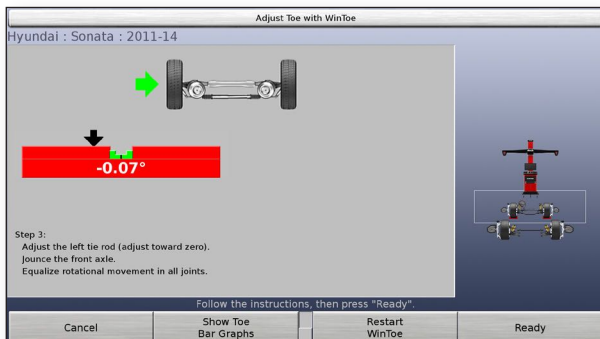 Adjust Toe with WinToe
Hyundai : Sonata : 2011-14
-0.07°
Step 3:
Adjust the left tie rod (adjust toward zero).
Jounce the front axle.
Equalize rotational movement in all joints.
Follow the instructions, then press "Ready".
Cancel
Show Toe
Bar Graphs
Restart
WinToe
Ready